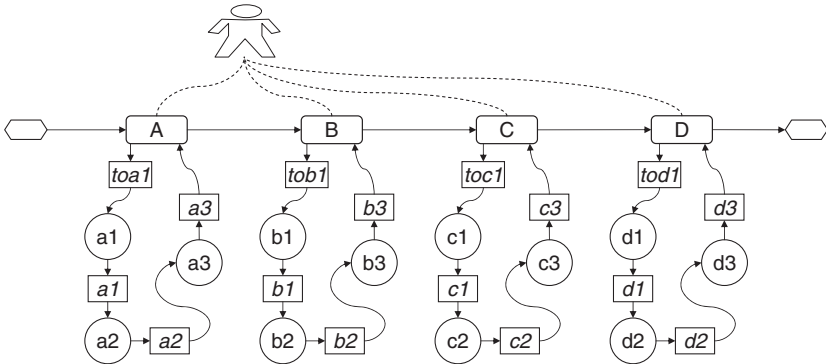 A B C D
toa1 tob1 toc1 tod1
a3 b3 c3 d3
a1 b1 c1 d1
a3 b3 c3 d3
a1 b1 c1 d1
a2 a2 b2 b2 c2 c2 d2 d2